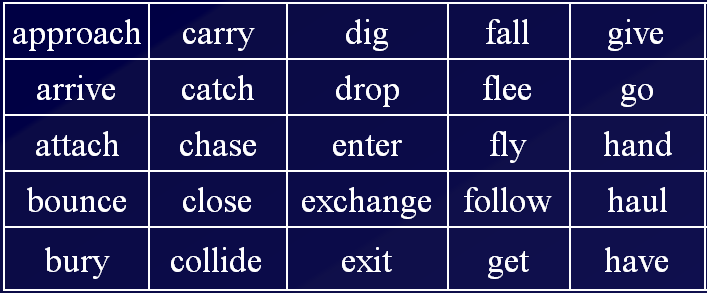 approach carry dig fall give
arrive catch drop flee go
attach chase enter fly hand
bounce close exchange follow haul
bury collide exit get have